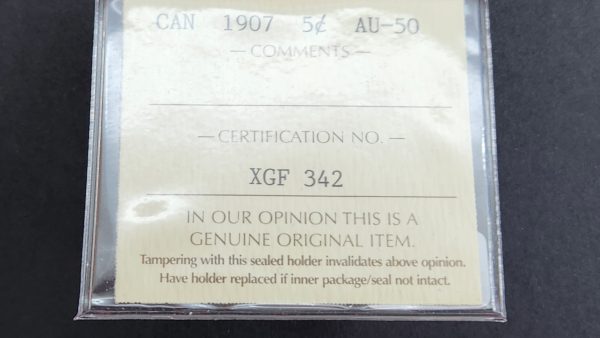 CAN 1907 5¢ AU-50
— COMMENTS —
— CERTIFICATION NO. —
XGF 342
IN OUR OPINION THIS IS A
GENUINE ORIGINAL ITEM.
Tampering with this sealed holder invalidates above opinion.
Have holder replaced if inner package/seal not intact.